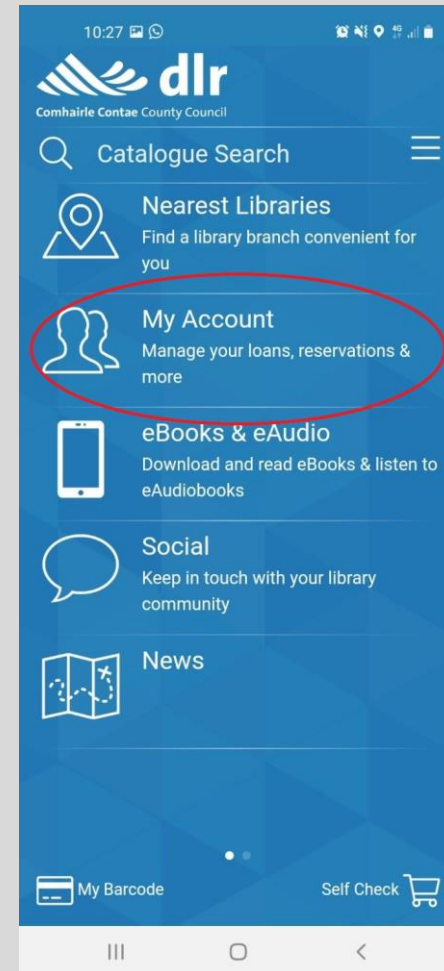 10:27
4G
dlr
Comhairle Contae County Council
Catalogue Search
Nearest Libraries
Find a library branch convenient for
you
My Account
Manage your loans, reservations &
more
eBooks & eAudio
Download and read eBooks & listen to
eAudiobooks
Social
Keep in touch with your library
community
News
My Barcode
Self Check